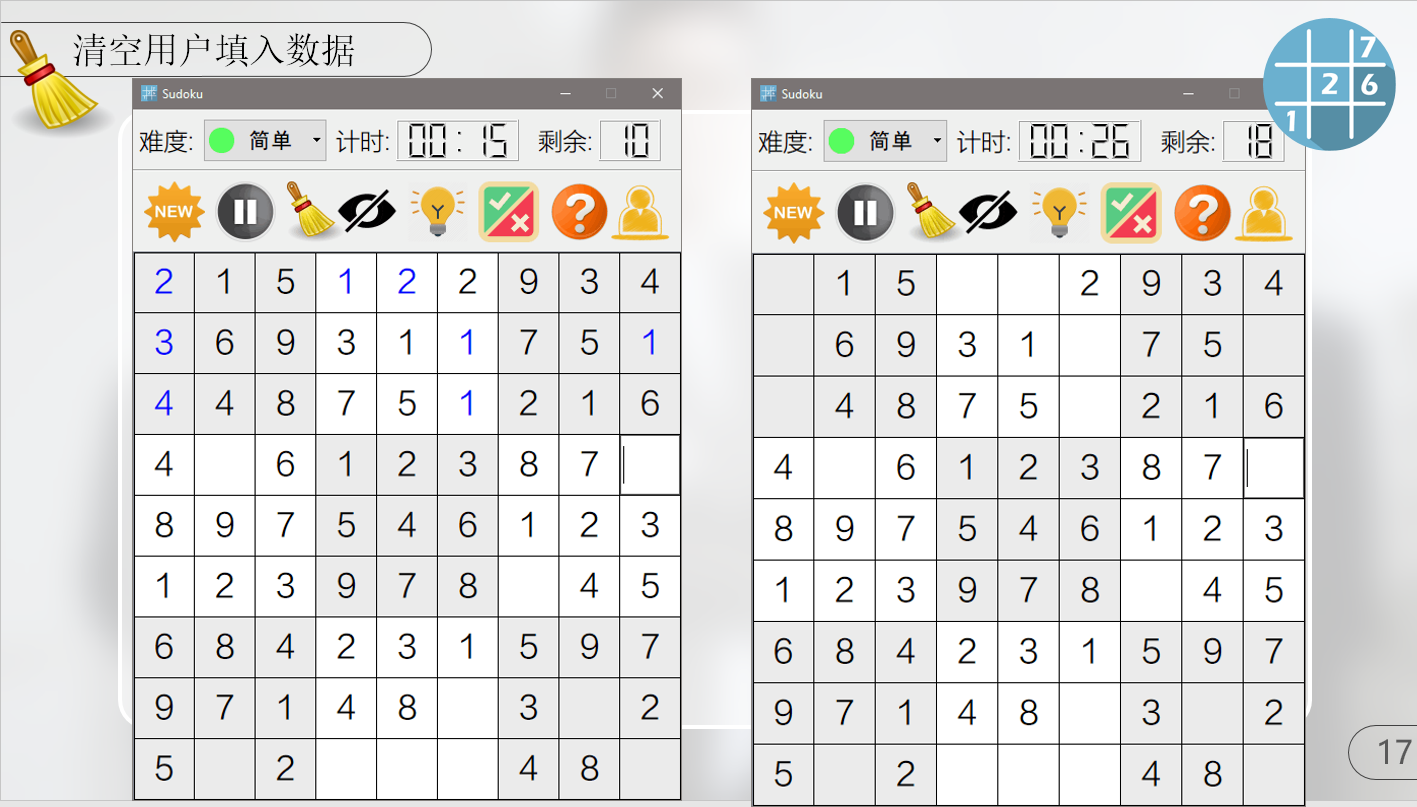 清空用户填入数据
7
2 6
1
Sudoku
难度: 简单 计时: 00:15 剩余: 10
NEW
2 1 5 1 2 2 9 3 4
3 6 9 3 1 1 7 5 1
4 4 8 7 5 1 2 1 6
4 6 1 2 3 8 7
8 9 7 5 4 6 1 2 3
1 2 3 9 7 8 4 5
6 8 4 2 3 1 5 9 7
9 7 1 4 8 3 2
5 2 4 8
Sudoku
难度: 简单 计时: 00:26 剩余: 18
NEW
1 5 2 9 3 4
6 9 3 1 7 5
4 8 7 5 2 1 6
4 6 1 2 3 8 7
8 9 7 5 4 6 1 2 3
1 2 3 9 7 8 4 5
6 8 4 2 3 1 5 9 7
9 7 1 4 8 3 2
5 2 4 8
17